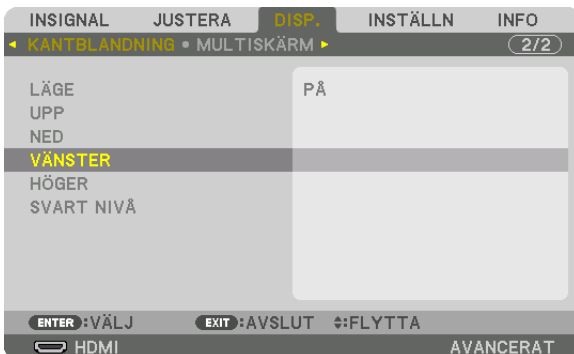 INSIGNAL JUSTERA DISP. INSTÄLLN INFO
KANTBLANDNING • MULTISKÄRM 2/2
LÄGE PÅ
UPP
NED
VÄNSTER
HÖGER
SVART NIVÅ
ENTER :VÄLJ EXIT :AVSLUT :FLYTTA
HDMI AVANCERAT